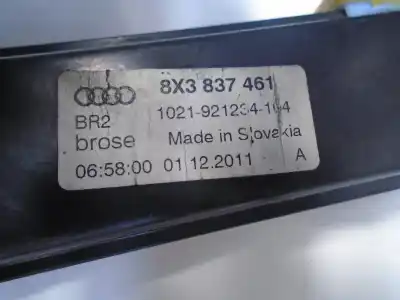 8X3 837 461
BR2 1021-921234-104
brose Made in Slovakia
06:58:00 01.12.2011 A